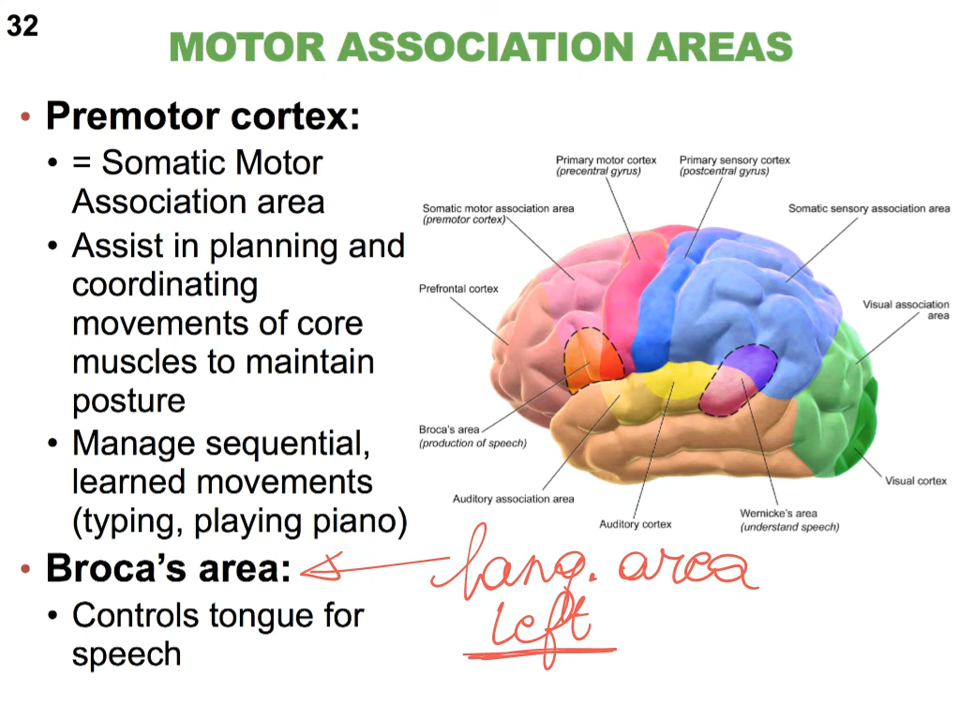 32
MOTOR ASSOCIATION AREAS
• Premotor cortex:
• = Somatic Motor
Association area
• Assist in planning and
coordinating
movements of core
muscles to maintain
posture
• Manage sequential,
learned movements
(typing, playing piano)
• Broca's area:
• Controls tongue for
speech
Primary motor cortex
(precentral gyrus)
Primary sensory cortex
(postcentral gyrus)
Somatic motor association area
(premotor cortex)
Somatic sensory association area
Prefrontal cortex
Visual association
area
Broca's area
(production of speech)
Visual cortex
Auditory association area
Auditory cortex
Wernicke's area
(understand speech)
lang. area
left